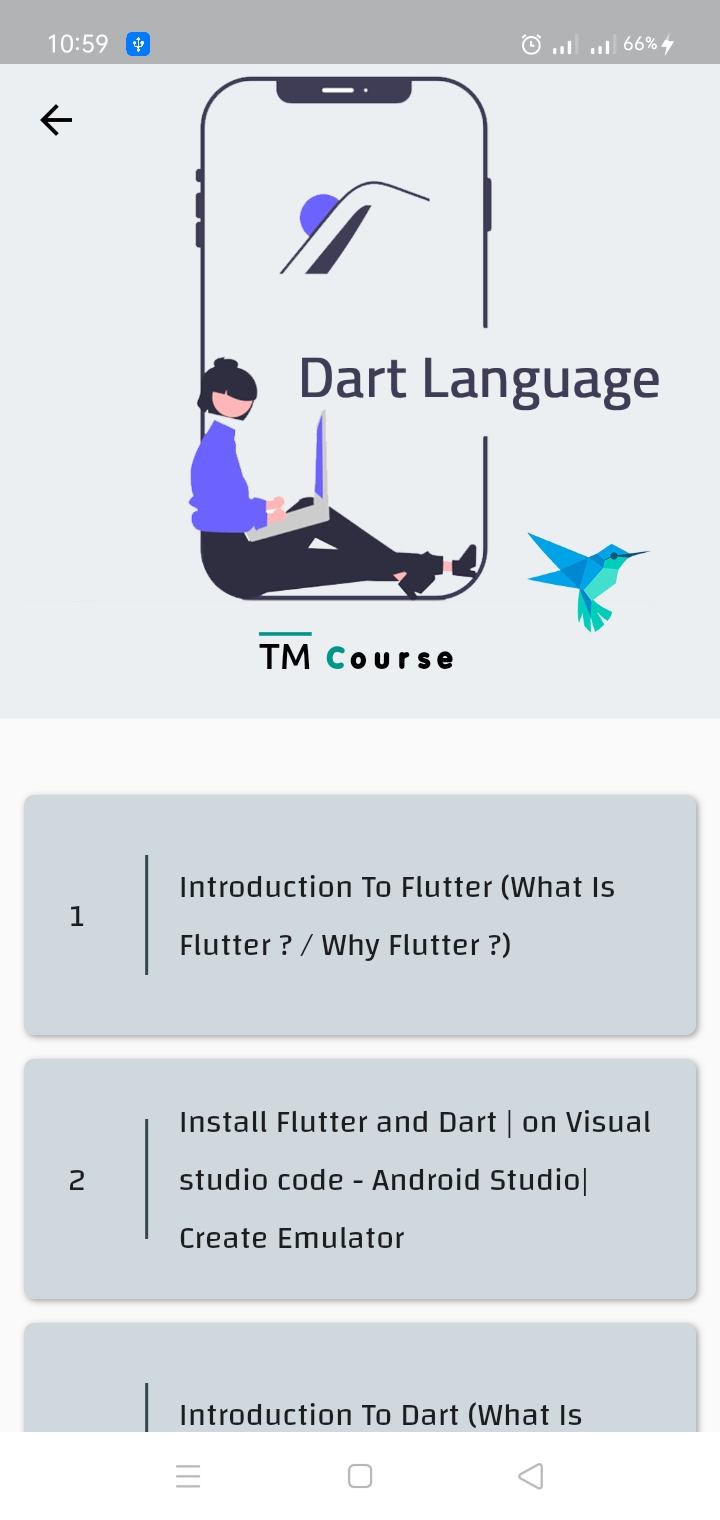 10:59
66%
Dart Language
TM Course
1
Introduction To Flutter (What Is
Flutter ? / Why Flutter ?)
2
Install Flutter and Dart | on Visual
studio code - Android Studio|
Create Emulator
Introduction To Dart (What Is